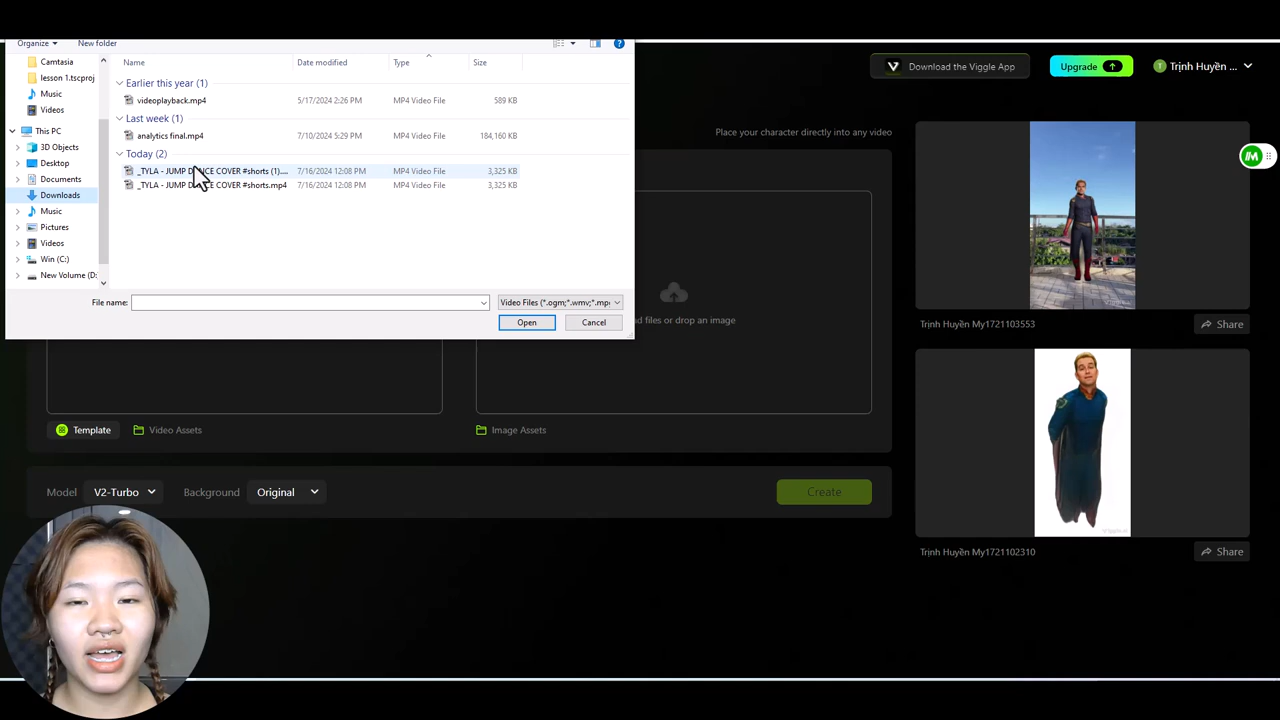 Organize
New folder
Camtasia
lesson 1.tscproj
Music
Videos
This PC
3D Objects
Desktop
Documents
Downloads
Music
Pictures
Videos
Win (C:)
New Volume (D:
Name
Date modified
Type
Size
Earlier this year (1)
videoplayback.mp4 5/17/2024 2:26 PM MP4 Video File 589 KB
Last week (1)
analytics final.mp4 7/10/2024 5:29 PM MP4 Video File 184,160 KB
Today (2)
_TYLA - JUMP DANCE COVER #shorts (1).... 7/16/2024 12:08 PM MP4 Video File 3,325 KB
_TYLA - JUMP DANCE COVER #shorts.mp4 7/16/2024 12:08 PM MP4 Video File 3,325 KB
File name:
Video Files (*.ogm;*.wmv;*.mp
Open
Cancel
Download the Viggle App
Upgrade
T
Trịnh Huyền ...
Place your character directly into any video
files or drop an image
Template
Video Assets
Image Assets
Model
V2-Turbo
Background
Original
Create
Trịnh Huyền My1721103553
Share
Trịnh Huyền My1721102310
Share